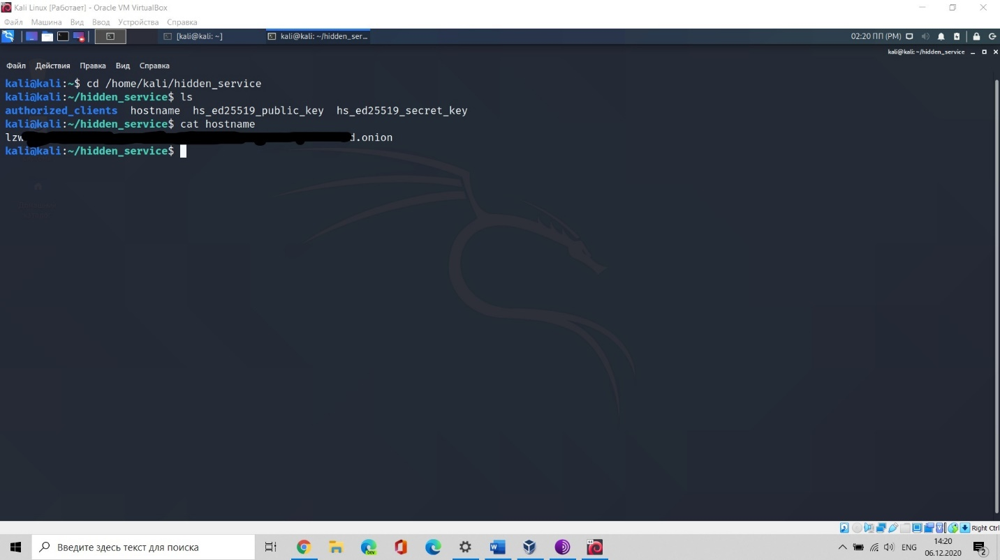 Kali Linux [Работает] - Oracle VM VirtualBox
Файл Машина Вид Ввод Устройства Справка
[kali@kali: ~] kali@kali: ~/hidden_ser... 02:20 ПП (PM)
kali@kali: ~/hidden_service
Файл Действия Правка Вид Справка
kali@kali:~$ cd /home/kali/hidden_service
kali@kali:~/hidden_service$ ls
authorized_clients hostname hs_ed25519_public_key hs_ed25519_secret_key
kali@kali:~/hidden_service$ cat hostname
lzw d.onion
kali@kali:~/hidden_service$
Right Ctrl
Введите здесь текст для поиска
DEV
ENG
14:20
06.12.2020
2